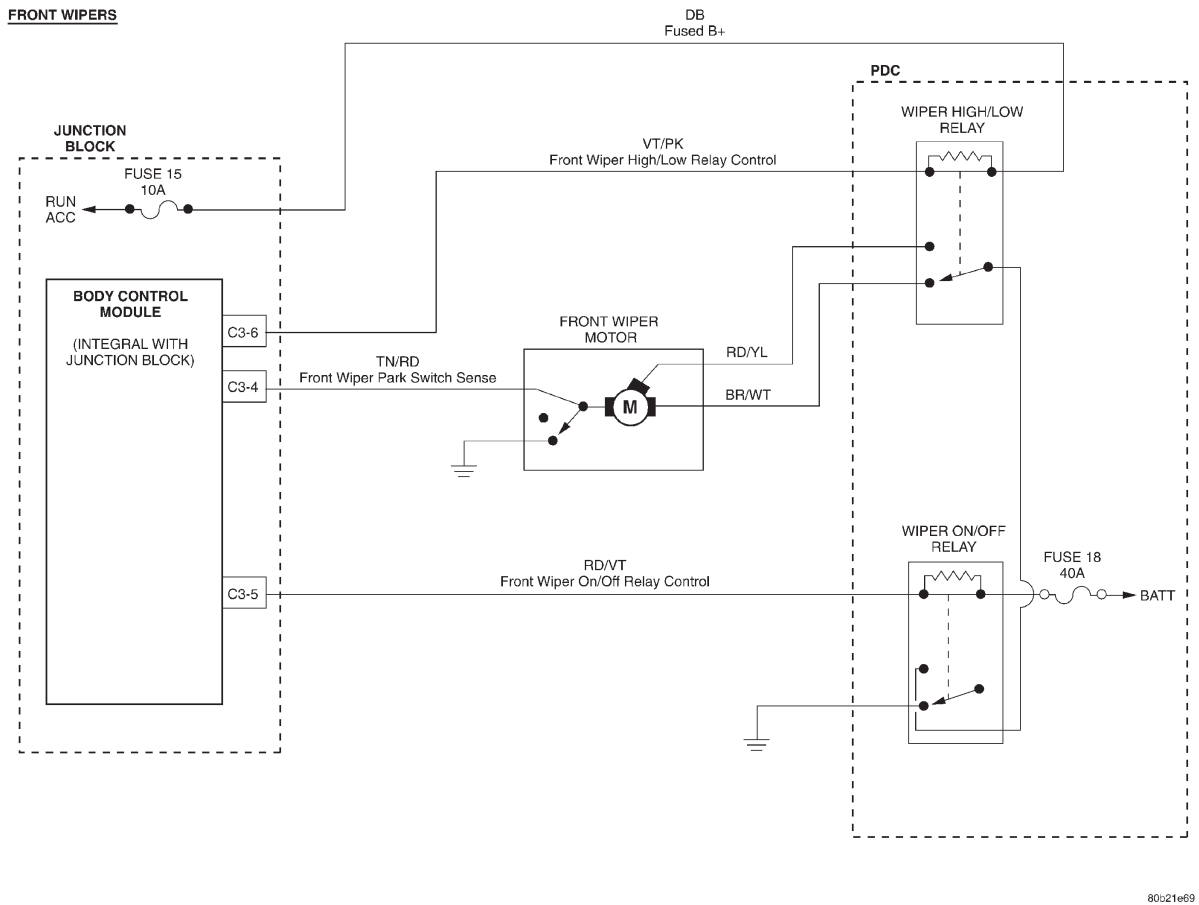 FRONT WIPERS
DB
Fused B+
PDC
WIPER HIGH/LOW
RELAY
JUNCTION
BLOCK
VT/PK
Front Wiper High/Low Relay Control
FUSE 15
10A
RUN
ACC
BODY CONTROL
MODULE
(INTEGRAL WITH
JUNCTION BLOCK)
C3-6
FRONT WIPER
MOTOR
TN/RD
Front Wiper Park Switch Sense
C3-4
RD/YL
BR/WT
M
WIPER ON/OFF
RELAY
FUSE 18
40A
RD/VT
Front Wiper On/Off Relay Control
C3-5
BATT
80b21e69